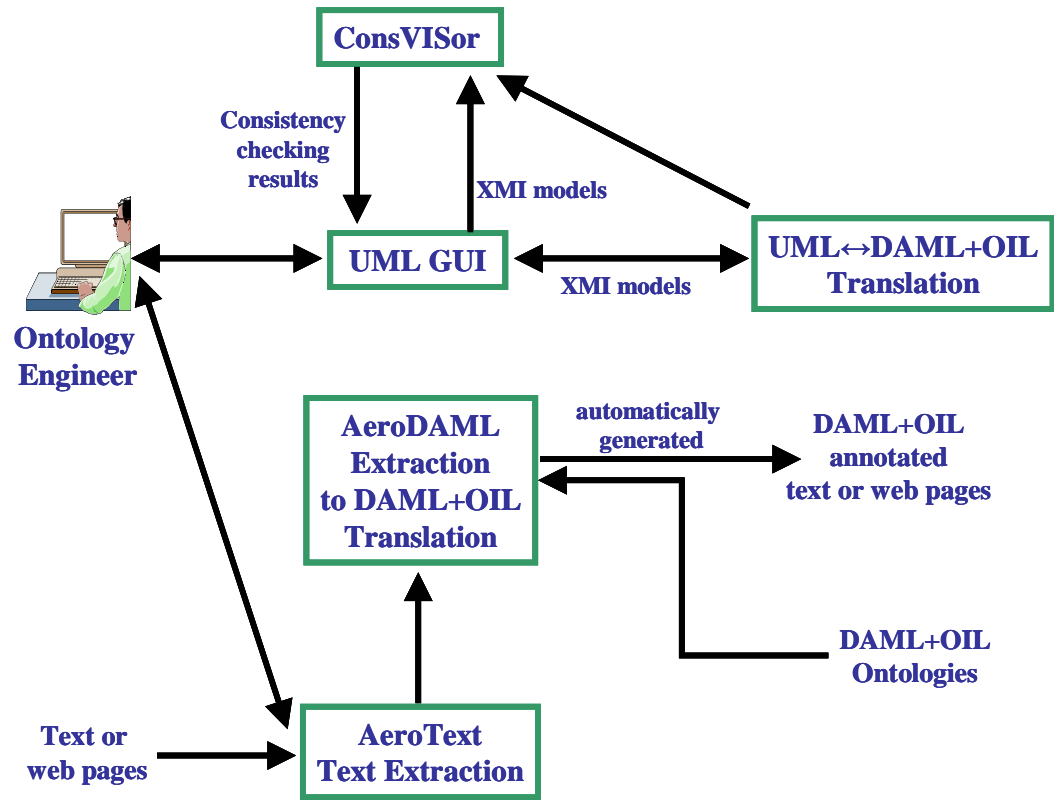 ConsVISor
Consistency
checking
results
XMI models
UML GUI
XMI models
UML↔DAML+OIL
Translation
Ontology
Engineer
AeroDAML
Extraction
to DAML+OIL
Translation
automatically
generated
DAML+OIL
annotated
text or web pages
DAML+OIL
Ontologies
Text or
web pages
AeroText
Text Extraction